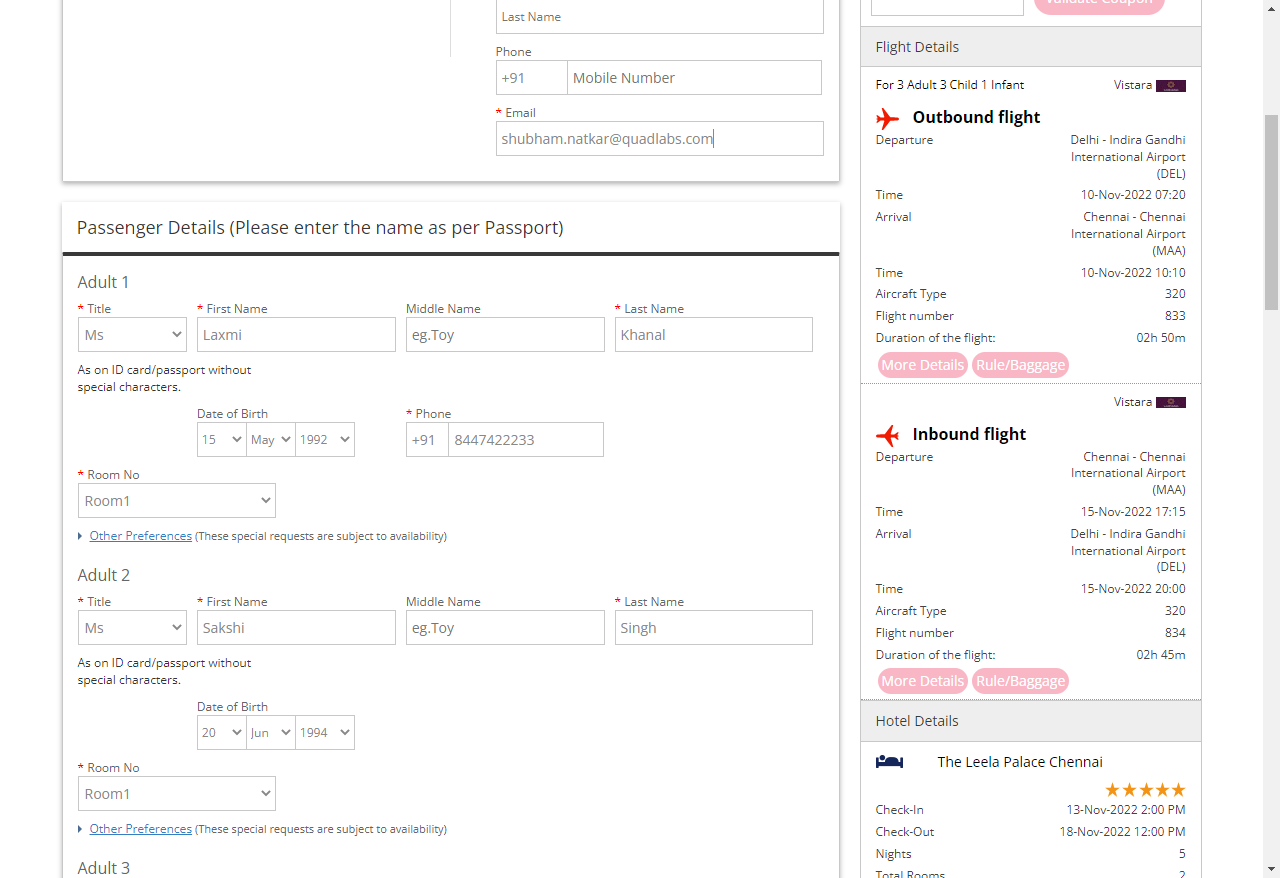 Last Name
Phone
+91 Mobile Number
* Email
shubham.natkar@quadlabs.com
Passenger Details (Please enter the name as per Passport)
Adult 1
* Title * First Name Middle Name * Last Name
Ms Laxmi eg.Toy Khanal
As on ID card/passport without
special characters.
Date of Birth * Phone
15 May 1992 +91 8447422233
* Room No
Room1
Other Preferences (These special requests are subject to availability)
Adult 2
* Title * First Name Middle Name * Last Name
Ms Sakshi eg.Toy Singh
As on ID card/passport without
special characters.
Date of Birth
20 Jun 1994
* Room No
Room1
Other Preferences (These special requests are subject to availability)
Adult 3
Validate Coupon
Flight Details
For 3 Adult 3 Child 1 Infant Vistara
Outbound flight
Departure Delhi - Indira Gandhi
International Airport
(DEL)
Time 10-Nov-2022 07:20
Arrival Chennai - Chennai
International Airport
(MAA)
Time 10-Nov-2022 10:10
Aircraft Type 320
Flight number 833
Duration of the flight: 02h 50m
More Details Rule/Baggage
Vistara
Inbound flight
Departure Chennai - Chennai
International Airport
(MAA)
Time 15-Nov-2022 17:15
Arrival Delhi - Indira Gandhi
International Airport
(DEL)
Time 15-Nov-2022 20:00
Aircraft Type 320
Flight number 834
Duration of the flight: 02h 45m
More Details Rule/Baggage
Hotel Details
The Leela Palace Chennai
Check-In 13-Nov-2022 2:00 PM
Check-Out 18-Nov-2022 12:00 PM
Nights 5
Total Rooms 2